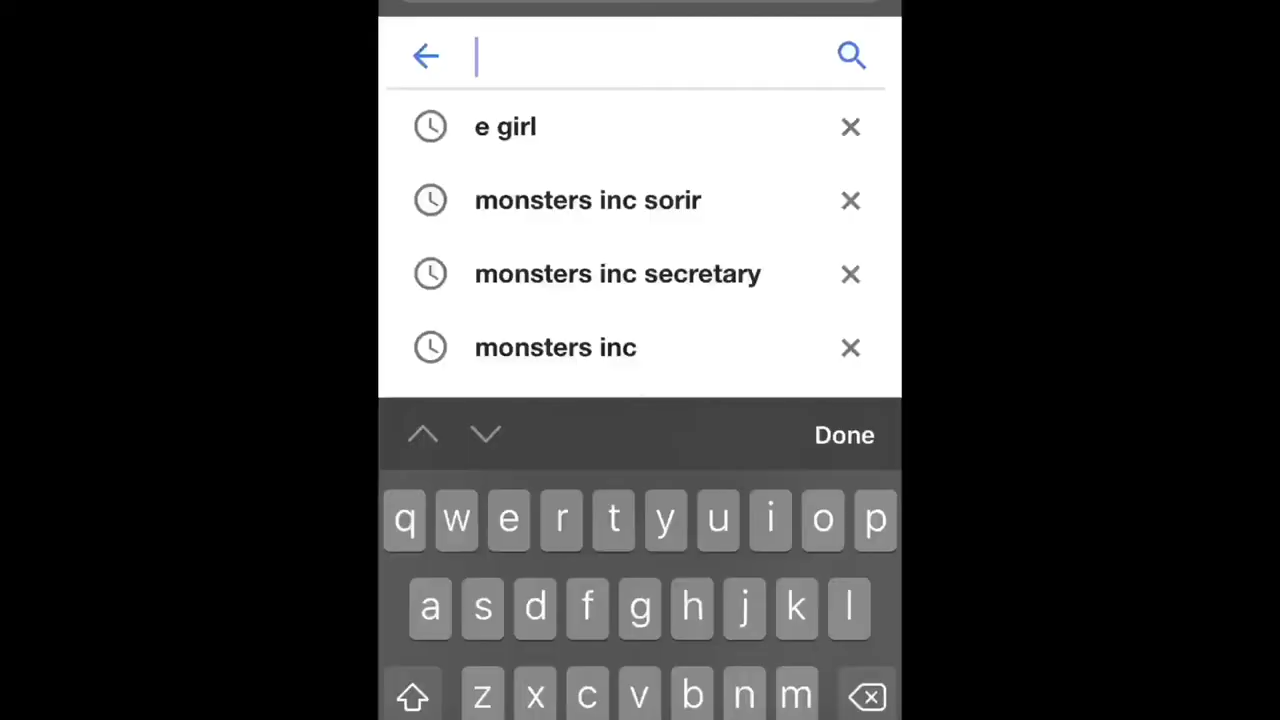 e girl
monsters inc sorir
monsters inc secretary
monsters inc
Done
q w e r t y u i o p
a s d f g h j k l
z x c v b n m